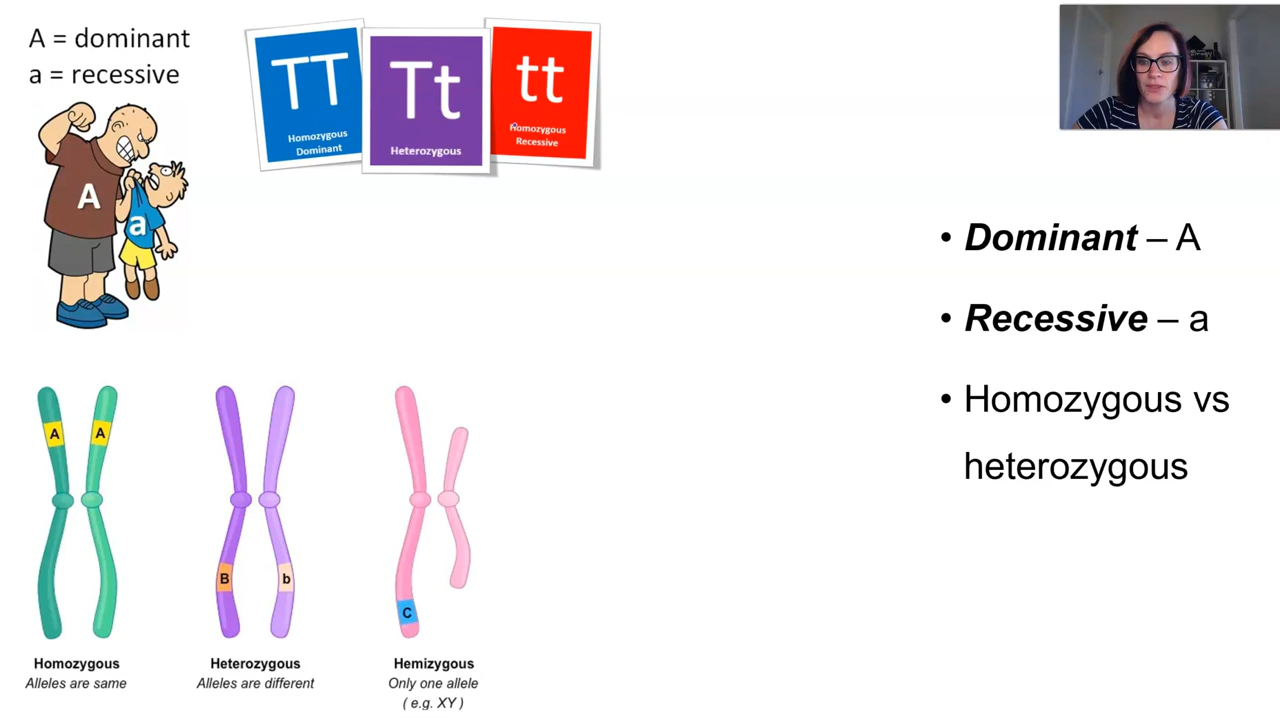 A = dominant
a = recessive
A
a
TT
Homozygous
Dominant
Tt
Heterozygous
tt
Homozygous
Recessive
• Dominant – A
• Recessive – a
• Homozygous vs
heterozygous
A A
B b
C
Homozygous
Alleles are same
Heterozygous
Alleles are different
Hemizygous
Only one allele
( e.g. XY )